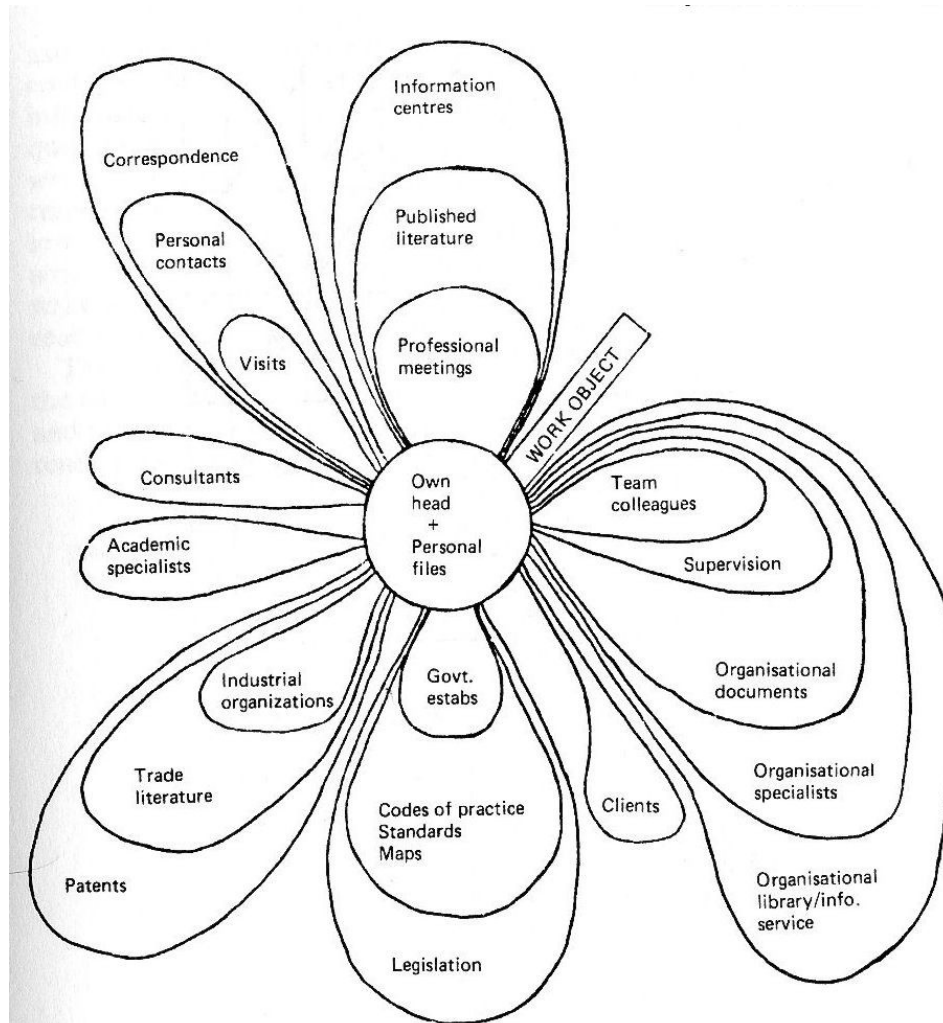 Information
centres
Correspondence
Published
literature
Personal
contacts
Visits
Professional
meetings
WORK OBJECT
Consultants
Own
head
+
Personal
files
Team
colleagues
Academic
specialists
Supervision
Industrial
organizations
Govt.
estabs
Organisational
documents
Trade
literature
Organisational
specialists
Clients
Codes of practice
Standards
Maps
Patents
Organisational
library/info.
service
Legislation